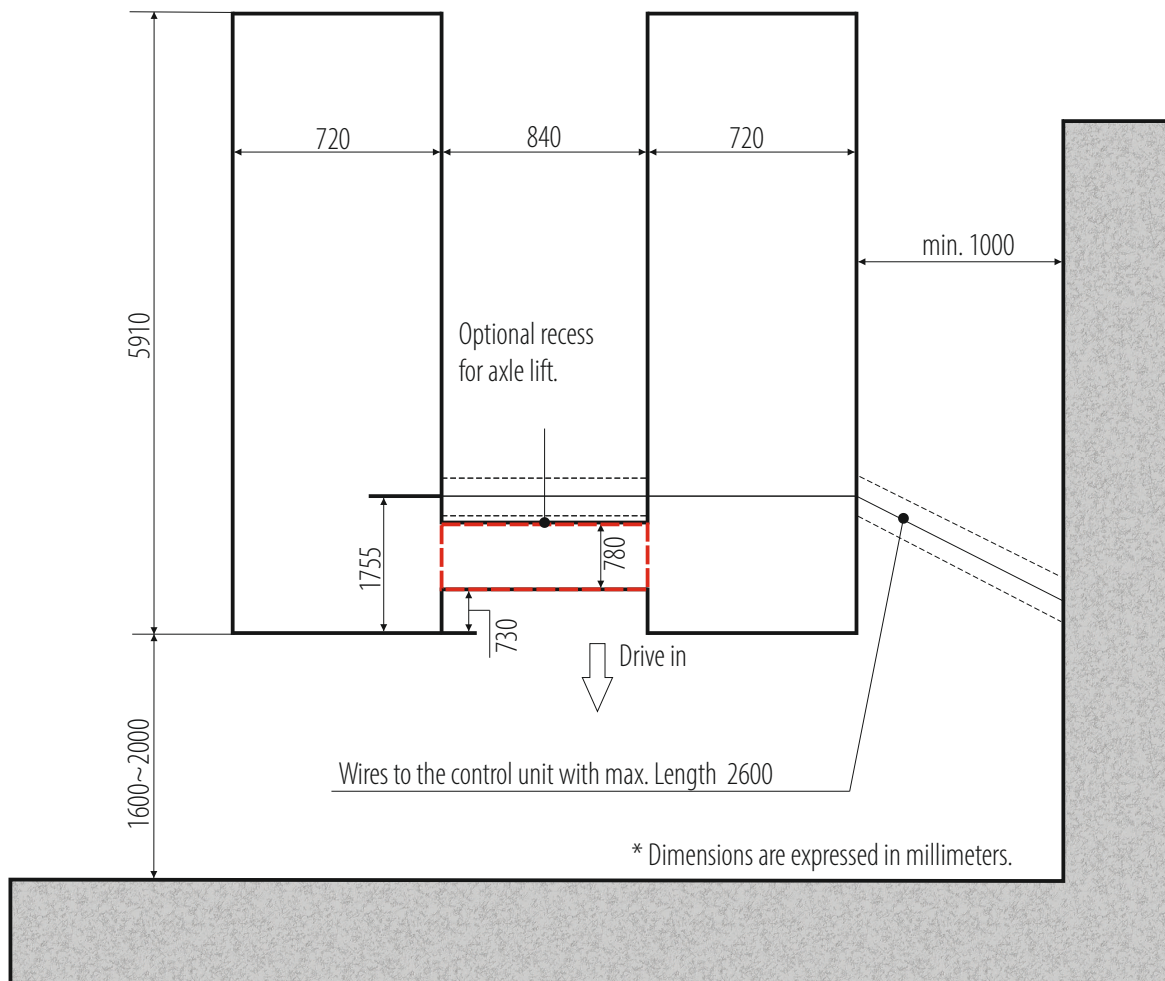 720
840
720
min. 1000
5910
Optional recess
for axle lift.
1755
780
730
Drive in
1600~2000
Wires to the control unit with max. Length 2600
* Dimensions are expressed in millimeters.